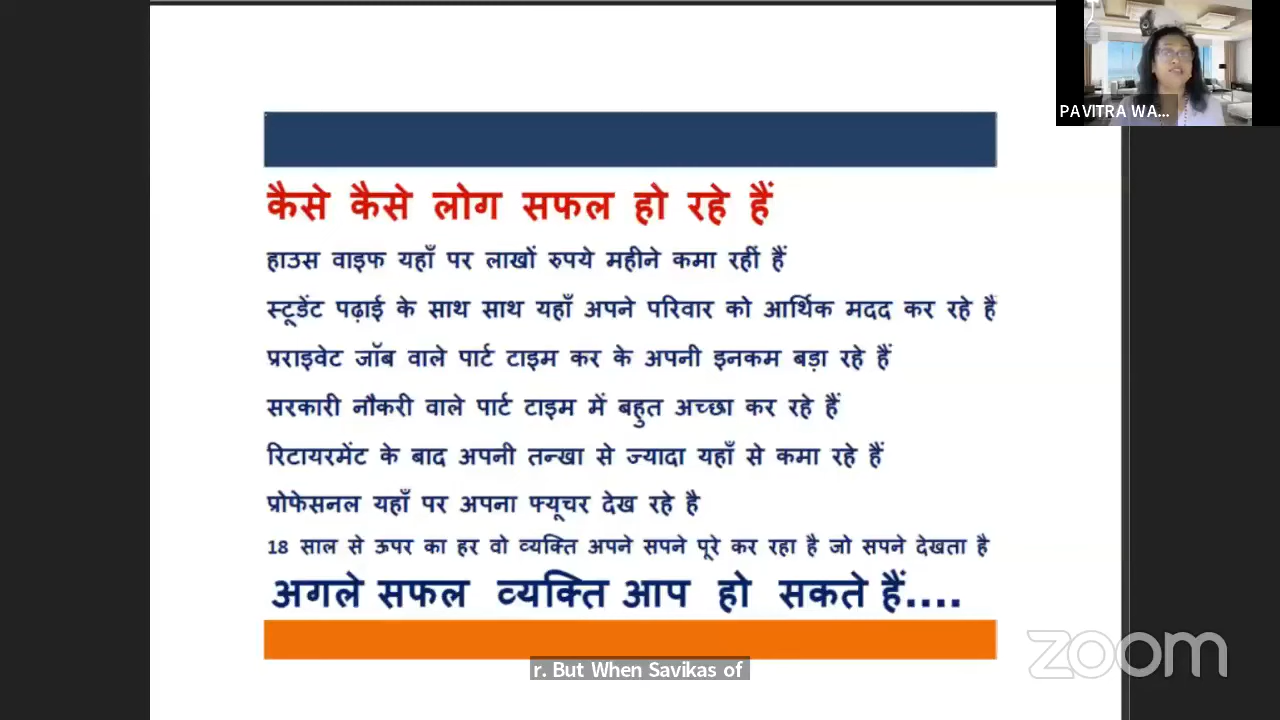 PAVITRA WA...
कैसे कैसे लोग सफल हो रहे हैं
हाउस वाइफ यहाँ पर लाखों रुपये महीने कमा रहीं हैं
स्टूडेंट पढ़ाई के साथ साथ यहाँ अपने परिवार को आर्थिक मदद कर रहे हैं
प्रराइवेट जॉब वाले पार्ट टाइम कर के अपनी इनकम बड़ा रहे हैं
सरकारी नौकरी वाले पार्ट टाइम में बहुत अच्छा कर रहे हैं
रिटायरमेंट के बाद अपनी तन्खा से ज्यादा यहाँ से कमा रहे हैं
प्रोफेसनल यहाँ पर अपना फ्यूचर देख रहे है
18 साल से ऊपर का हर वो व्यक्ति अपने सपने पूरे कर रहा है जो सपने देखता है
अगले सफल व्यक्ति आप हो सकते हैं....
zoom
r. But When Savikas of